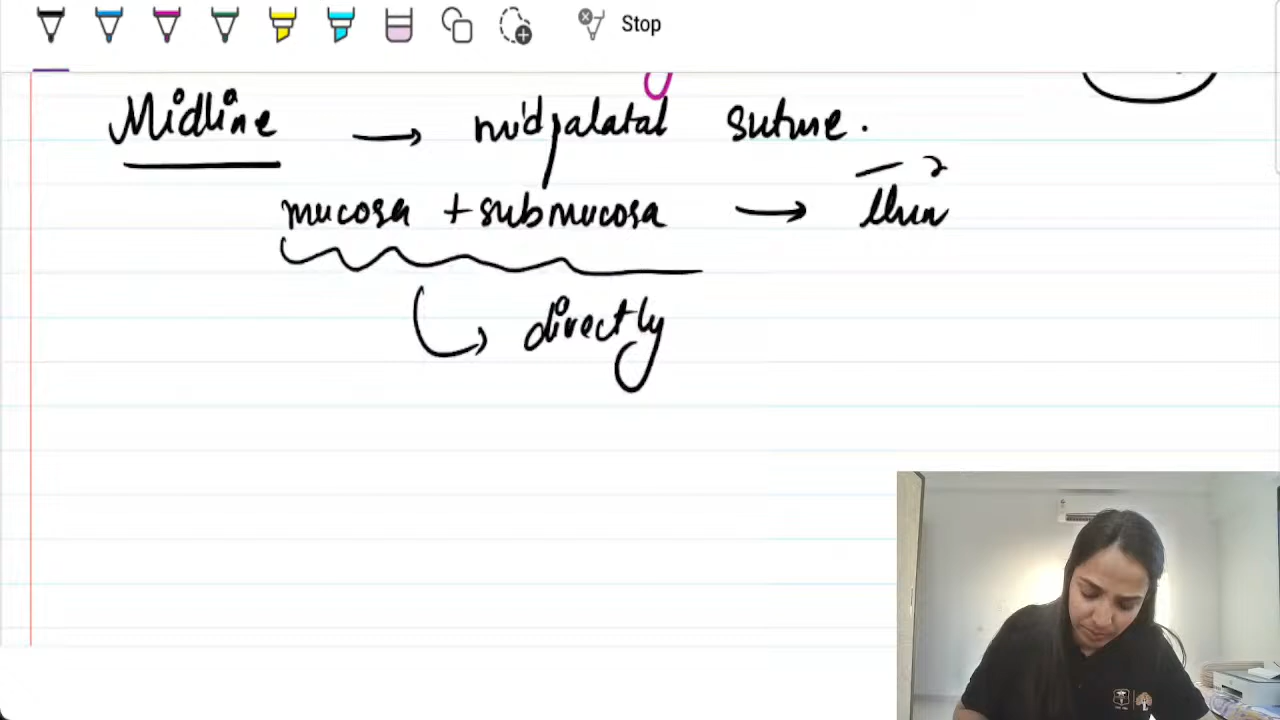 Stop
Midline → midpalatal suture.
mucosa + submucosa → thin
directly